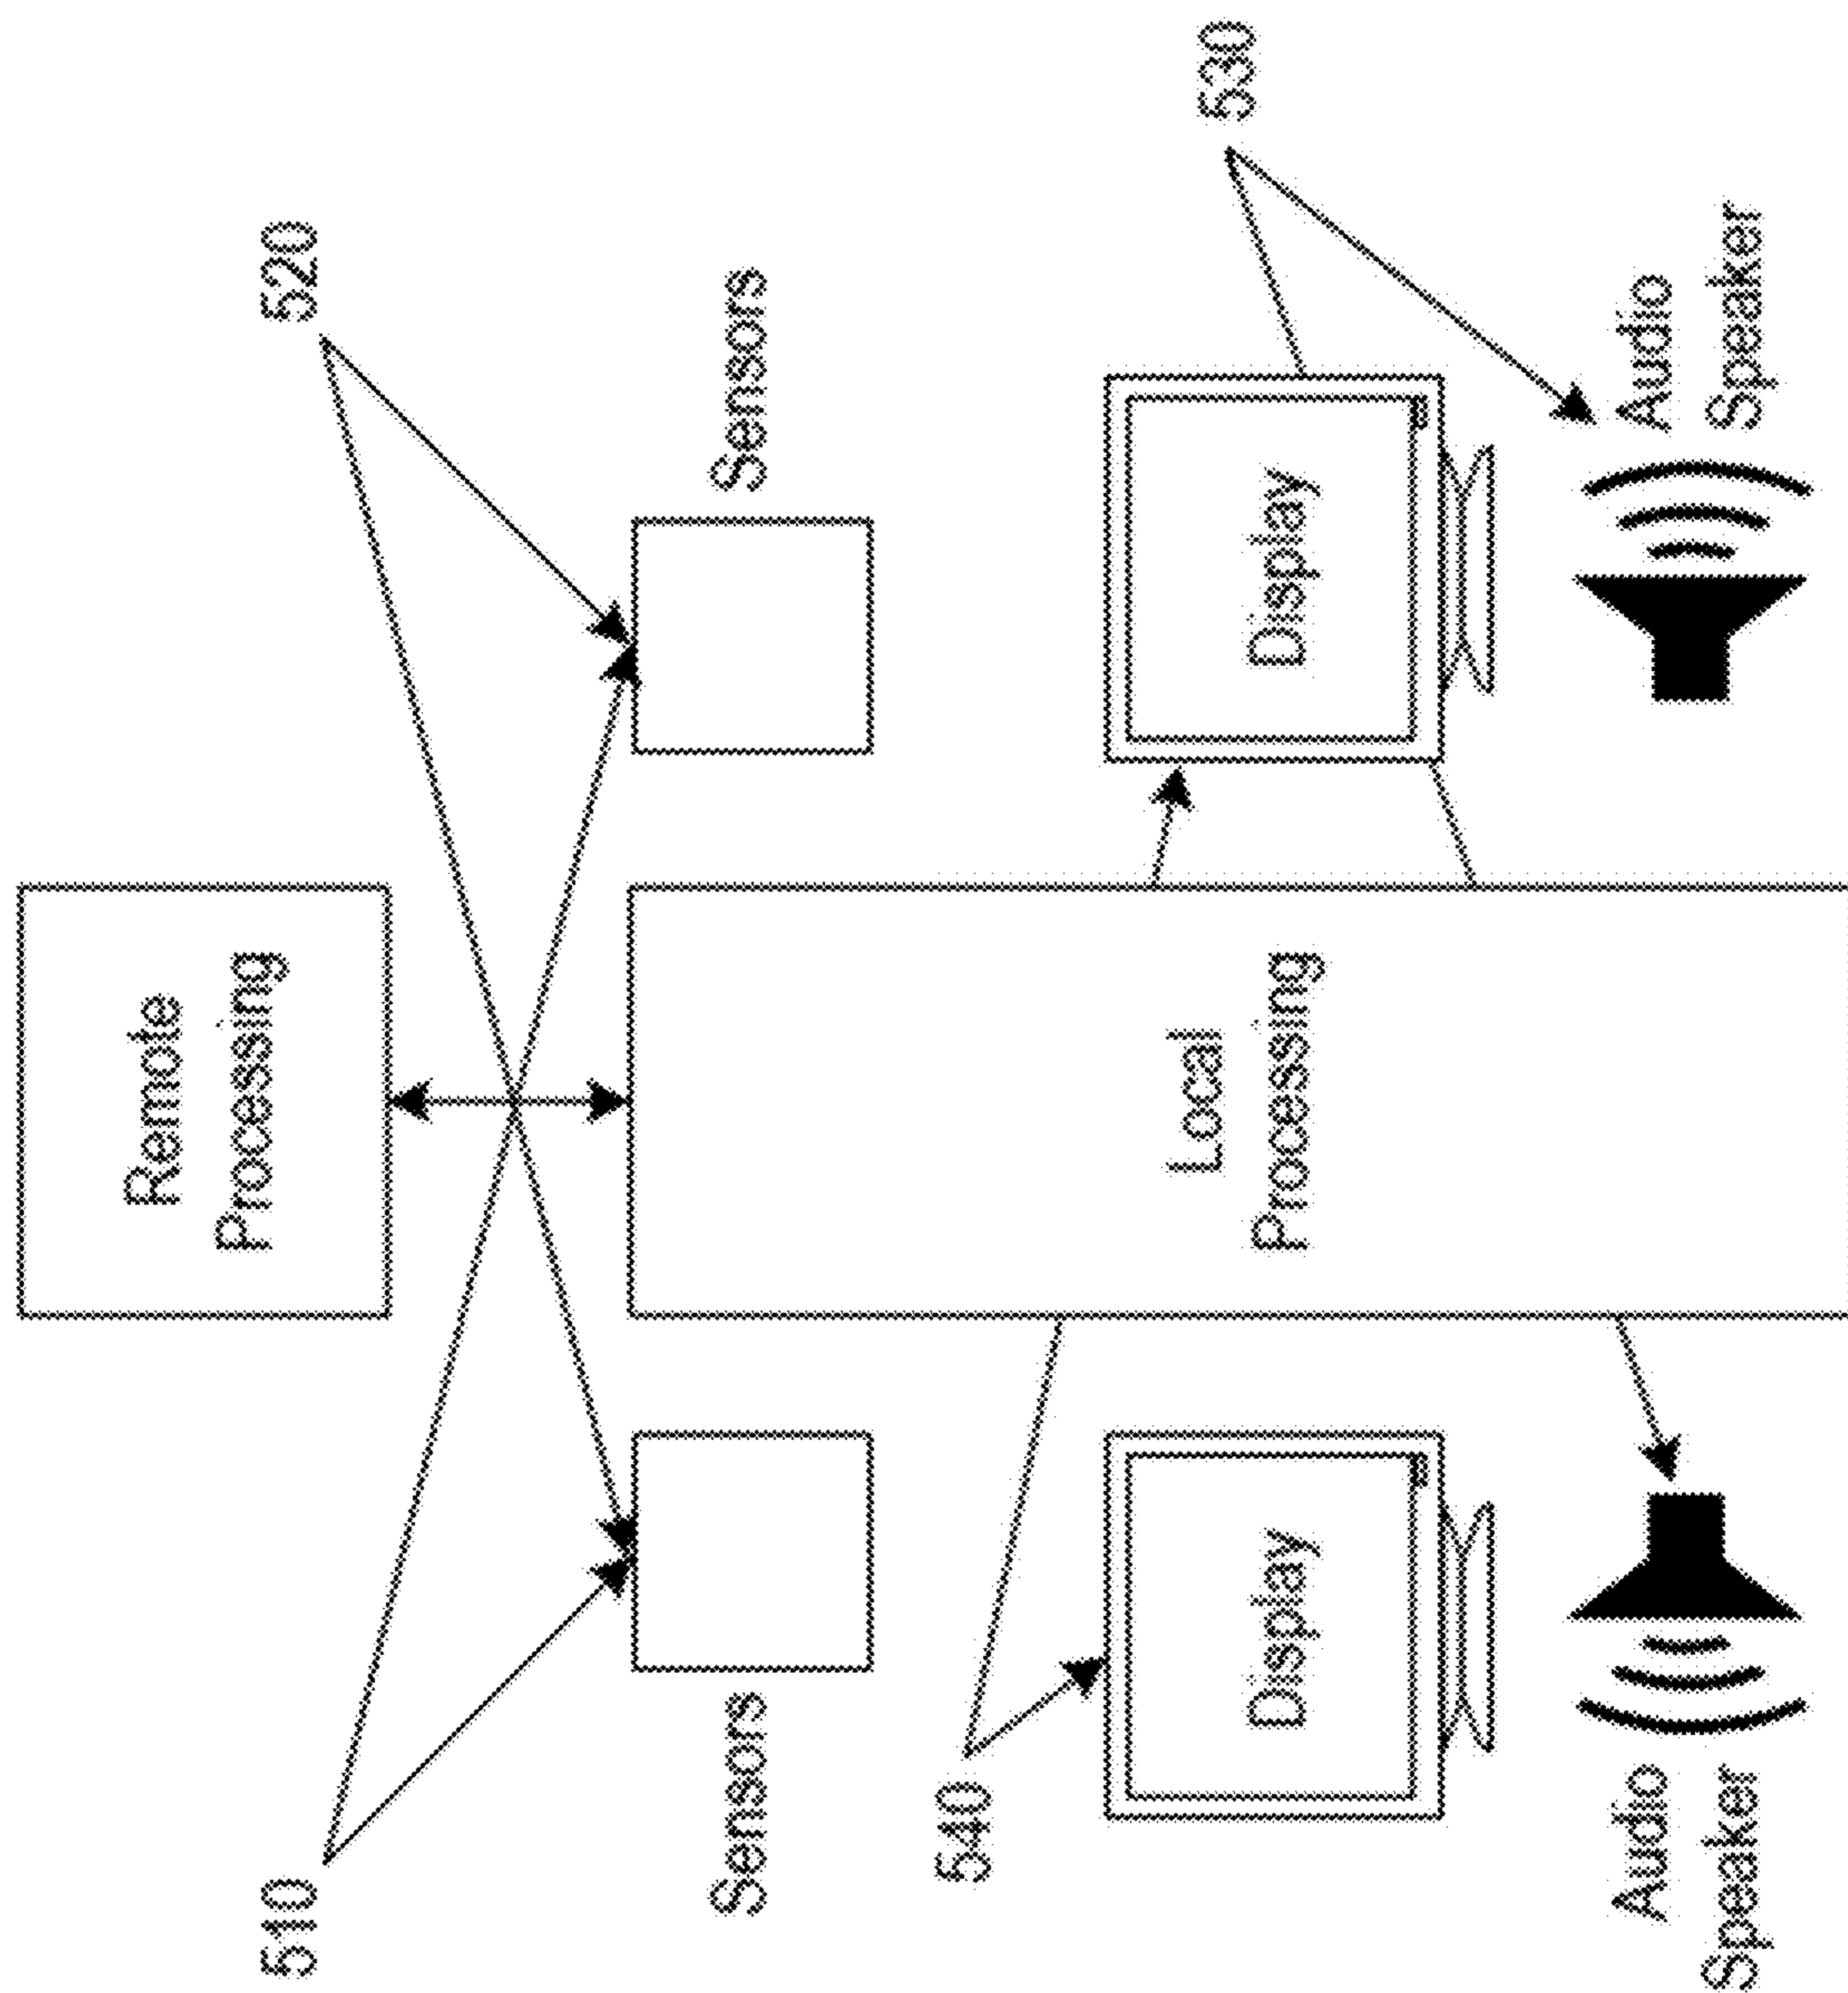 Remote
Processing
510
520
Sensors
Sensors
540
Local
Processing
530
Display
Display
Audio
Speaker
Audio
Speaker